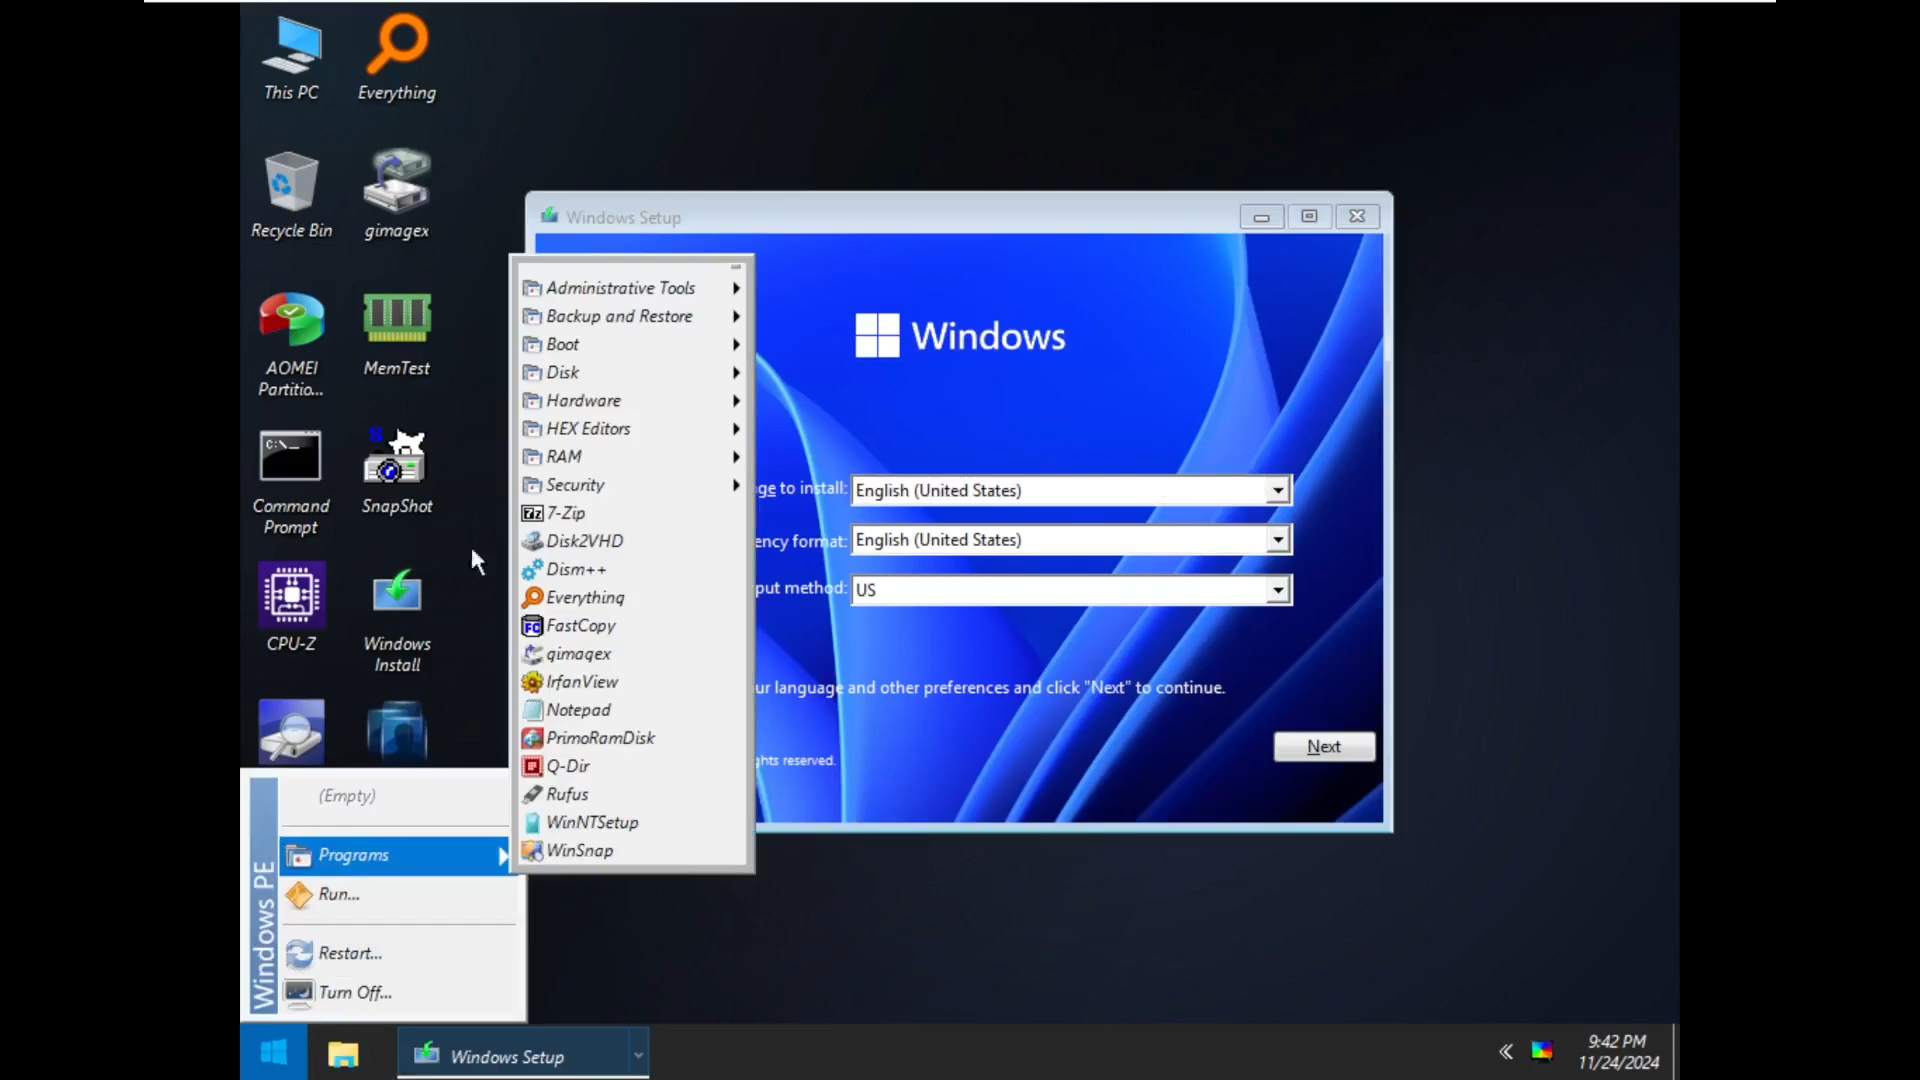 This PC
Everything
Recycle Bin
gimagex
AOMEI
Partitio...
MemTest
C:\_
Command
Prompt
S
SnapShot
CPU-Z
Windows
Install
Windows Setup
Windows
ge to install:
English (United States)
ency format:
English (United States)
put method:
US
ur language and other preferences and click "Next" to continue.
ghts reserved.
Next
Administrative Tools
Backup and Restore
Boot
Disk
Hardware
HEX Editors
RAM
Security
7z 7-Zip
Disk2VHD
Dism++
Everything
FC FastCopy
gimagex
IrfanView
Notepad
PrimoRamDisk
Q-Dir
Rufus
WinNTSetup
WinSnap
Windows PE
(Empty)
Programs
Run...
Restart...
Turn Off...
Windows Setup
9:42 PM
11/24/2024